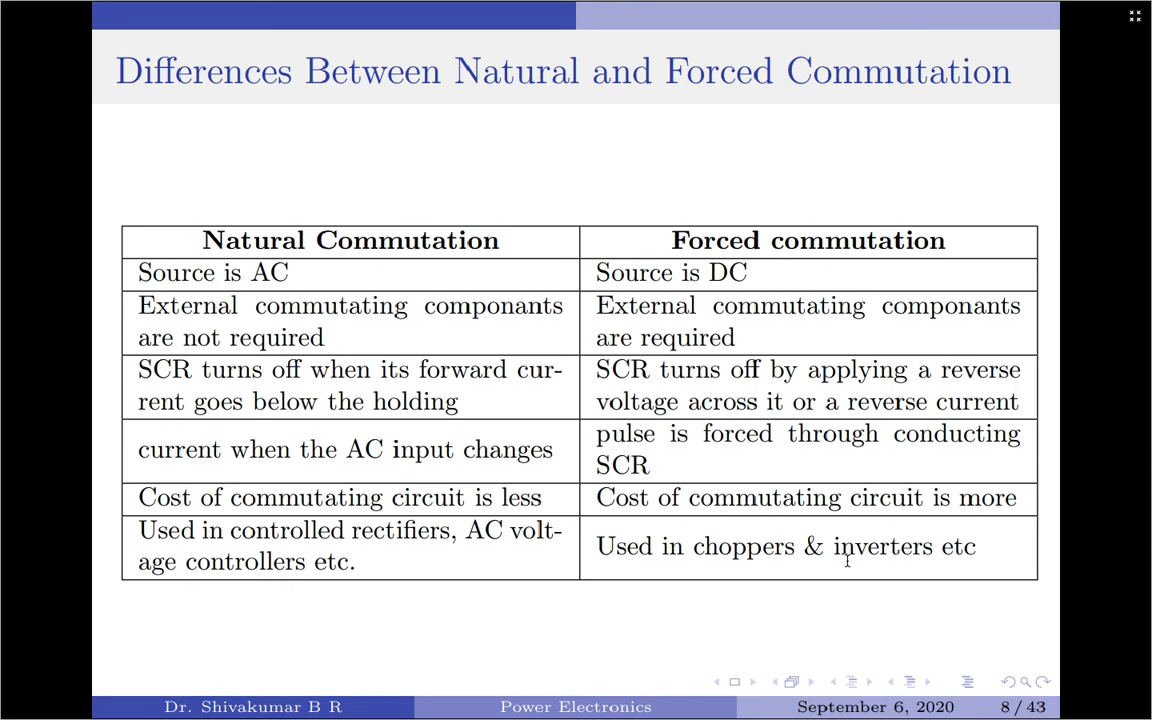 Differences Between Natural and Forced Commutation
Natural Commutation
Forced commutation
Source is AC
Source is DC
External commutating componants
are not required
External commutating componants
are required
SCR turns off when its forward cur-
rent goes below the holding
SCR turns off by applying a reverse
voltage across it or a reverse current
current when the AC input changes
pulse is forced through conducting
SCR
Cost of commutating circuit is less
Cost of commutating circuit is more
Used in controlled rectifiers, AC volt-
age controllers etc.
Used in choppers & inverters etc
Dr. Shivakumar B R
Power Electronics
September 6, 2020
8 / 43